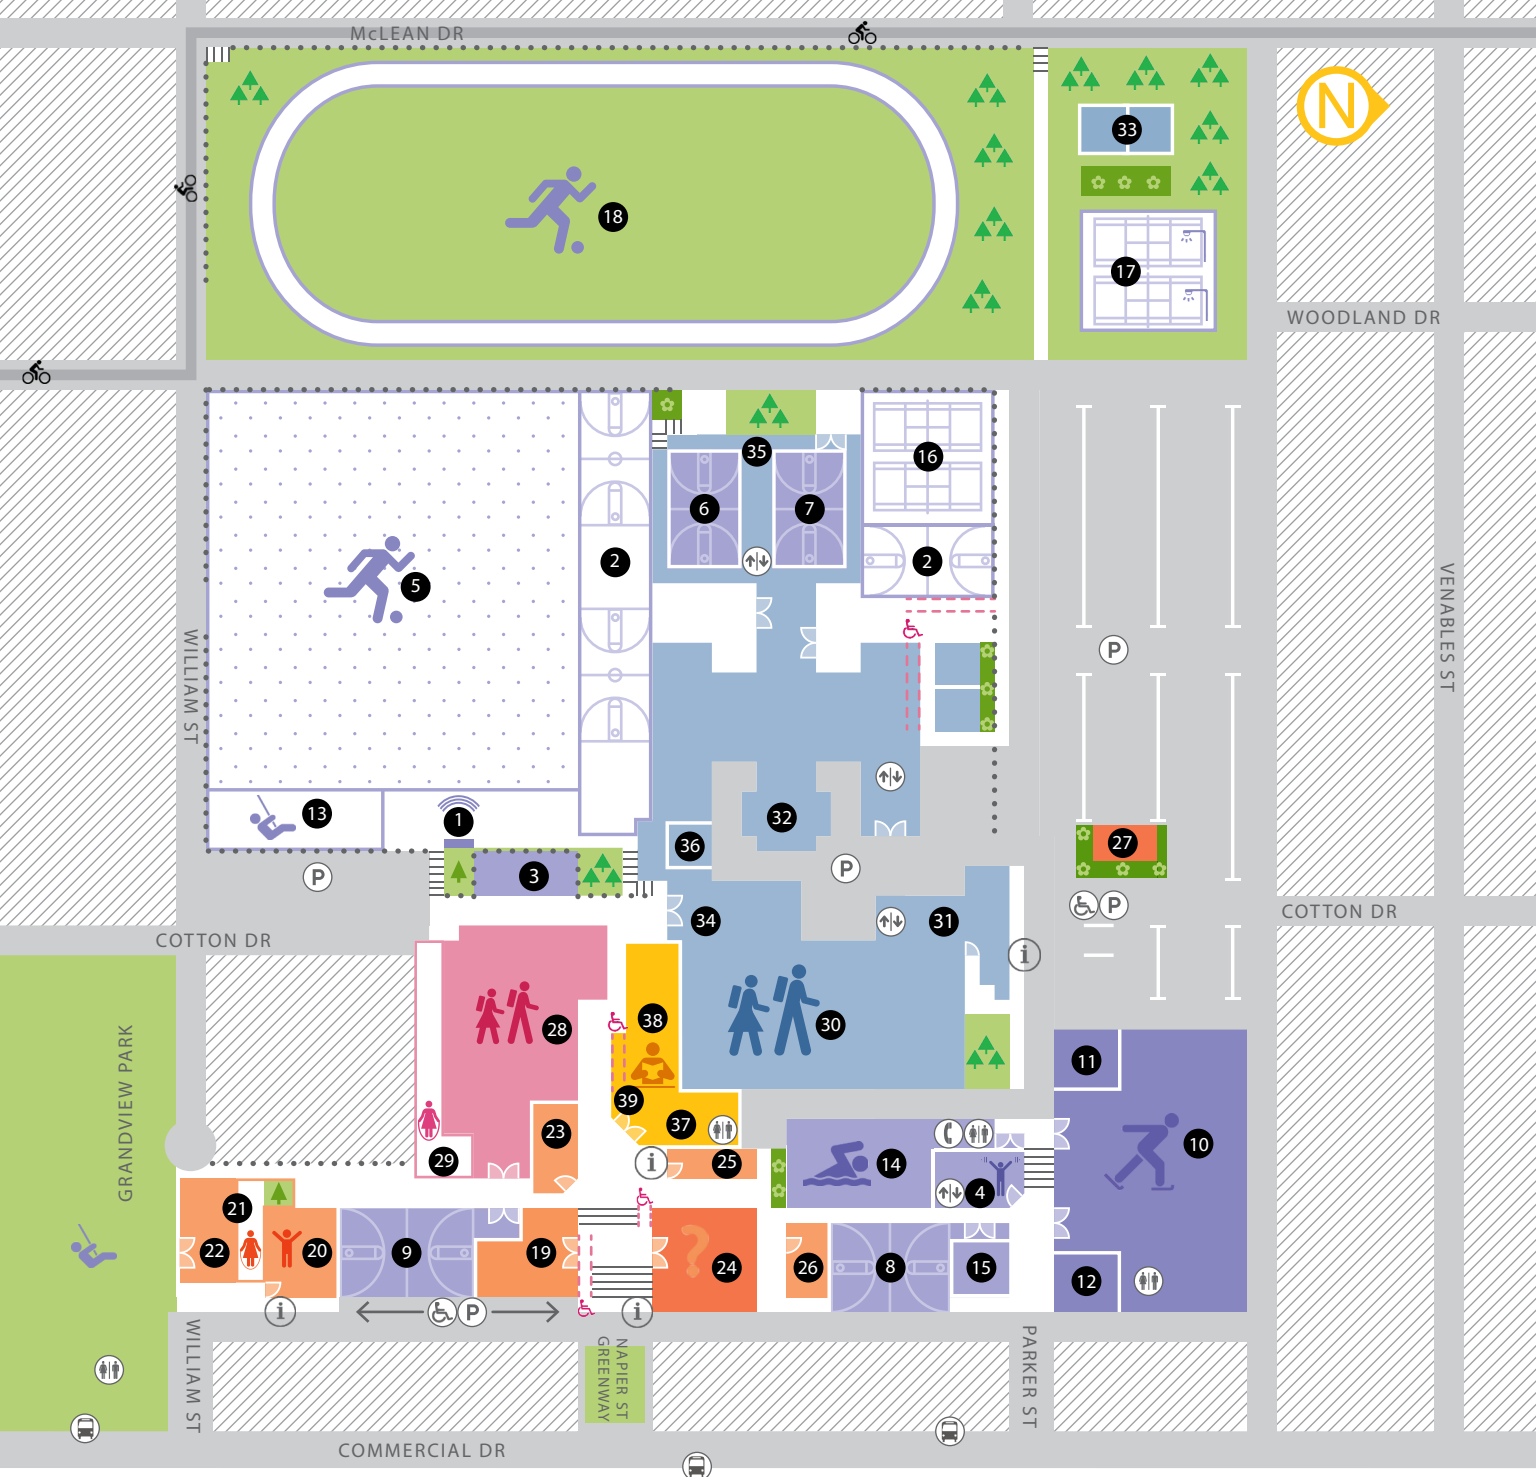 McLEAN DR
N
33
18
17
WOODLAND DR
35
16
6
7
2
2
5
VENABLES ST
P
WILLIAM ST
13
1
32
27
36
P
3
P
P
COTTON DR
34
31
COTTON DR
i
28
38
30
11
GRANDVIEW PARK
39
37
23
10
29
i
25
14
4
21
22
20
9
19
24
?
26
8
15
12
i
P
i
WILLIAM ST
NAPIER ST
GREENWAY
PARKER ST
COMMERCIAL DR